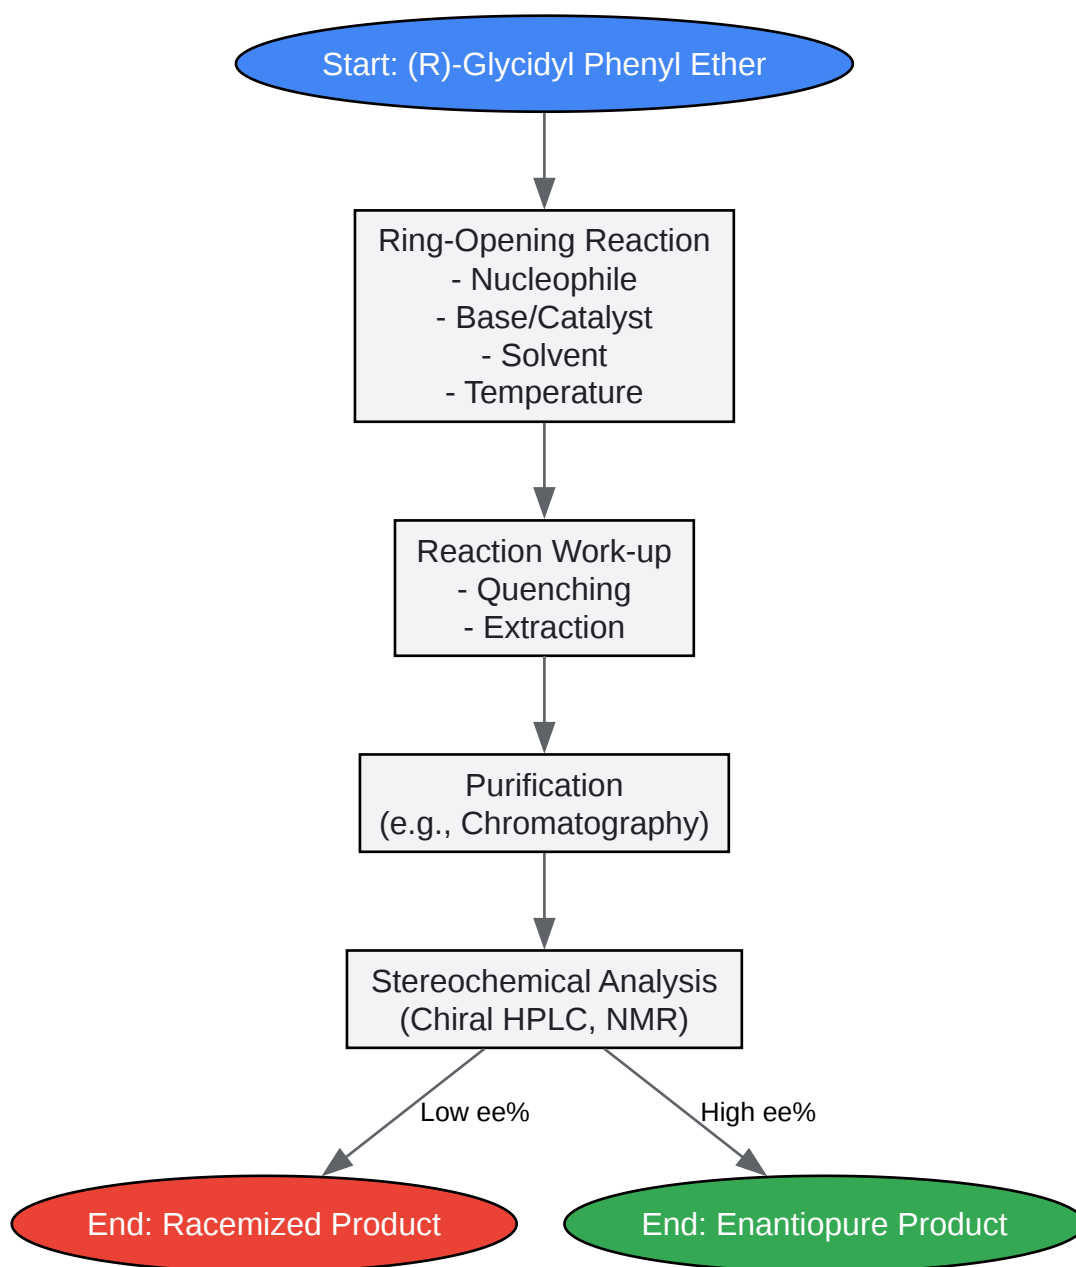 Start: (R)-Glycidyl Phenyl Ether
Ring-Opening Reaction
- Nucleophile
- Base/Catalyst
- Solvent
- Temperature
Reaction Work-up
- Quenching
- Extraction
Purification
(e.g., Chromatography)
Stereochemical Analysis
(Chiral HPLC, NMR)
Low ee%
High ee%
End: Racemized Product
End: Enantiopure Product